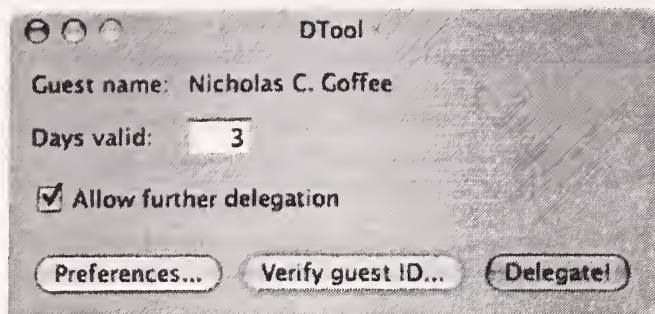 DTool
Guest name: Nicholas C. Goffee
Days valid: 3
Allow further delegation
Preferences... Verify guest ID... Delegate!